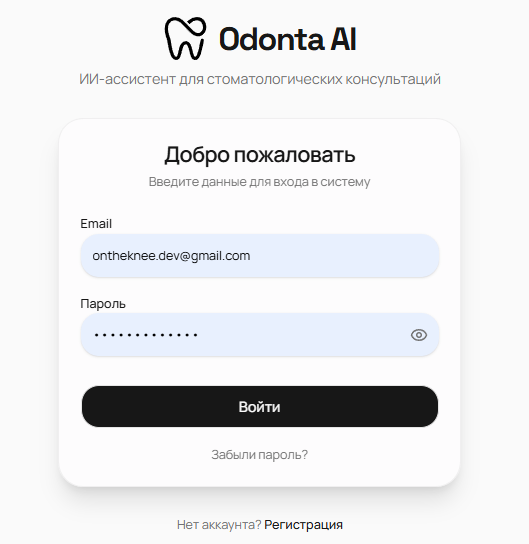 Odonta AI
ИИ-ассистент для стоматологических консультаций
Добро пожаловать
Введите данные для входа в систему
Email
ontheknee.dev@gmail.com
Пароль
•••••••••••••
Войти
Забыли пароль?
Нет аккаунта? Регистрация